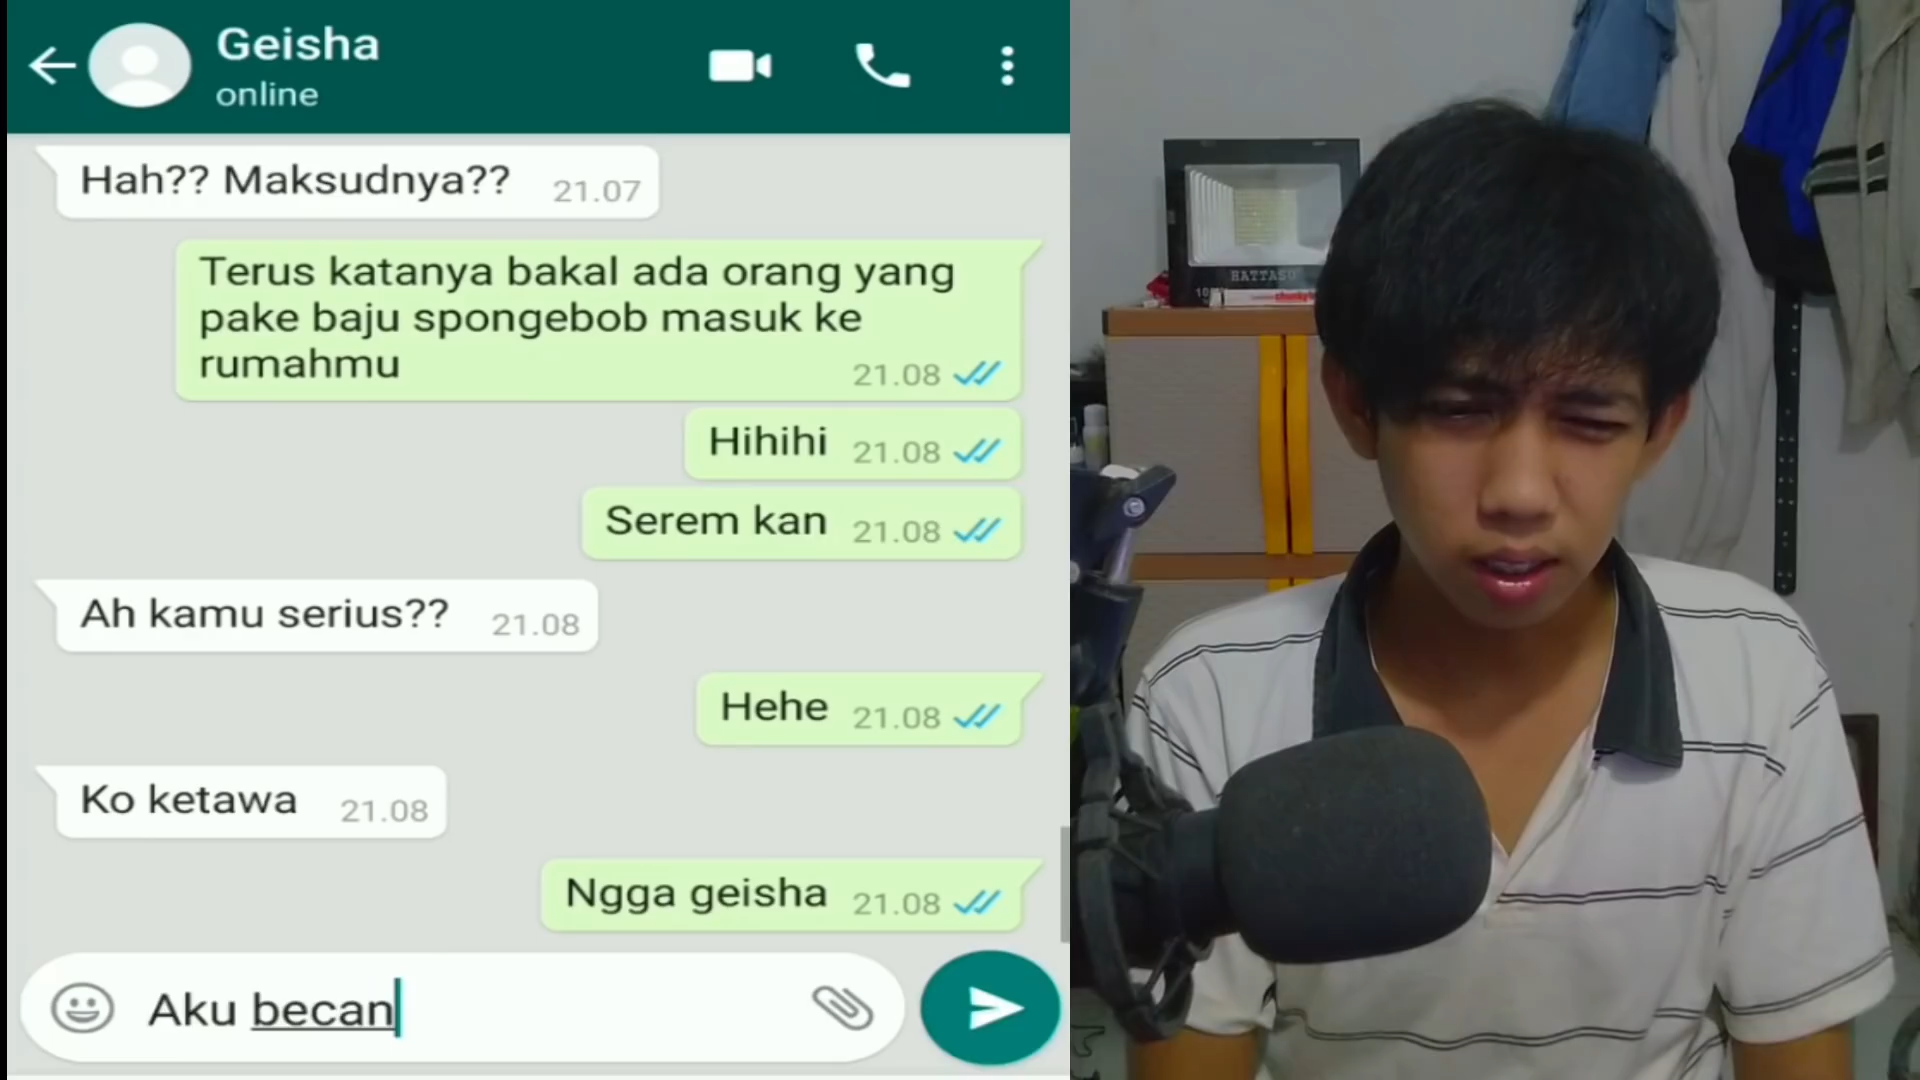 Geisha
online
Hah?? Maksudnya?? 21.07
Terus katanya bakal ada orang yang
pake baju spongebob masuk ke
rumahmu 21.08
Hihihi 21.08
Serem kan 21.08
Ah kamu serius?? 21.08
Hehe 21.08
Ko ketawa 21.08
Ngga geisha 21.08
Aku becan
HATTASU